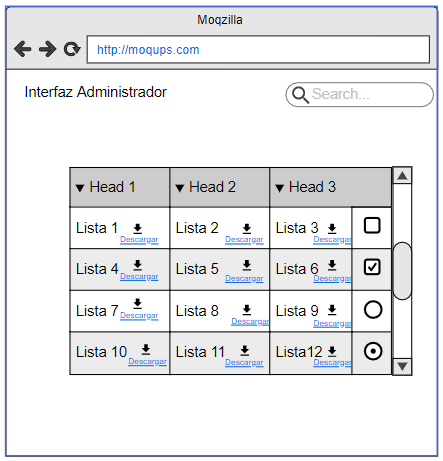 Moqzilla
http://moqups.com
Interfaz Administrador
Search...
Head 1 Head 2 Head 3
Lista 1 Lista 2 Lista 3
Descargar Descargar Descargar
Lista 4 Lista 5 Lista 6
Descargar Descargar Descargar
Lista 7 Lista 8 Lista 9
Descargar Descargar Descargar
Lista 10 Lista 11 Lista12
Descargar Descargar Descargar